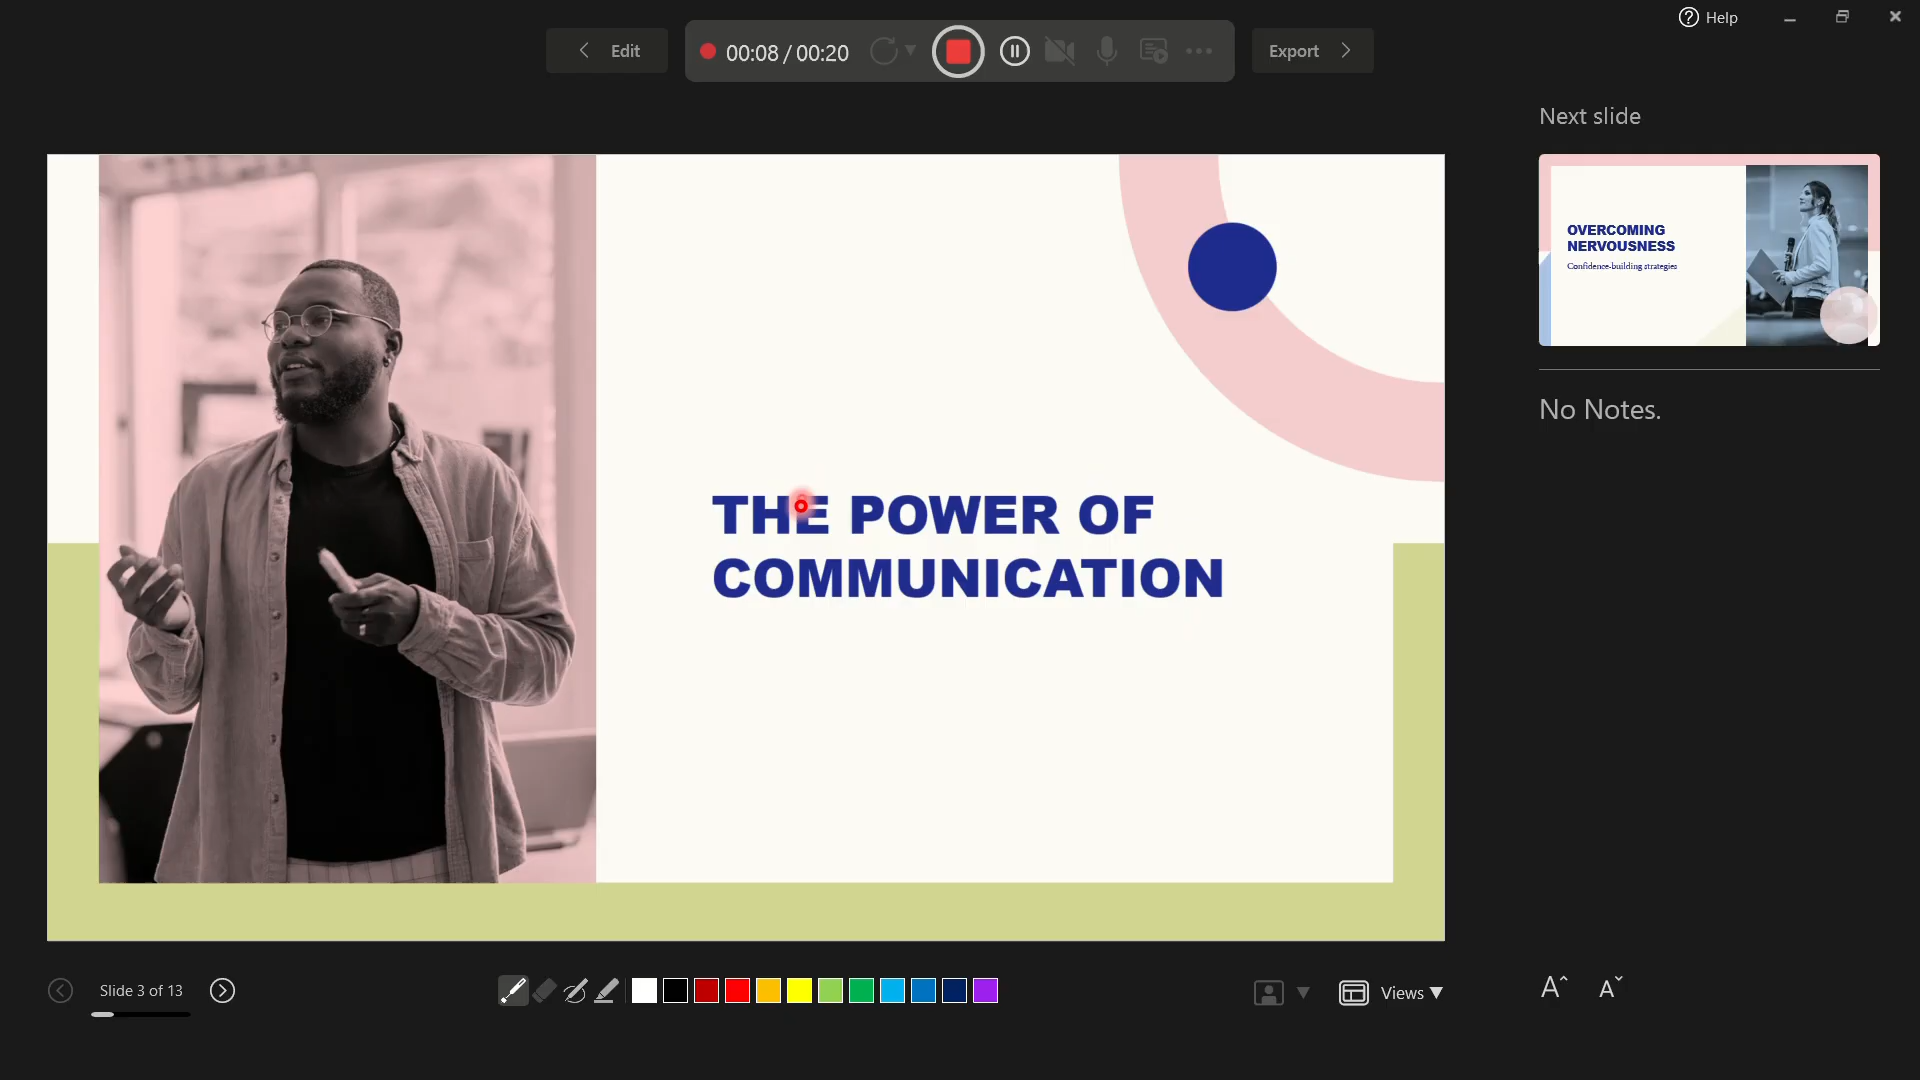 Help
Edit
00:08 / 00:20
Export
Next slide
OVERCOMING
NERVOUSNESS
Confidence-building strategies
No Notes.
THE POWER OF
COMMUNICATION
Slide 3 of 13
Views
A A